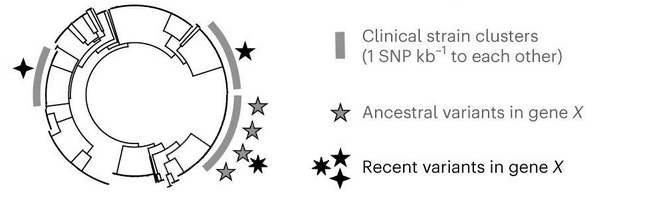 Clinical strain clusters
(1 SNP kb⁻¹ to each other)
Ancestral variants in gene X
Recent variants in gene X